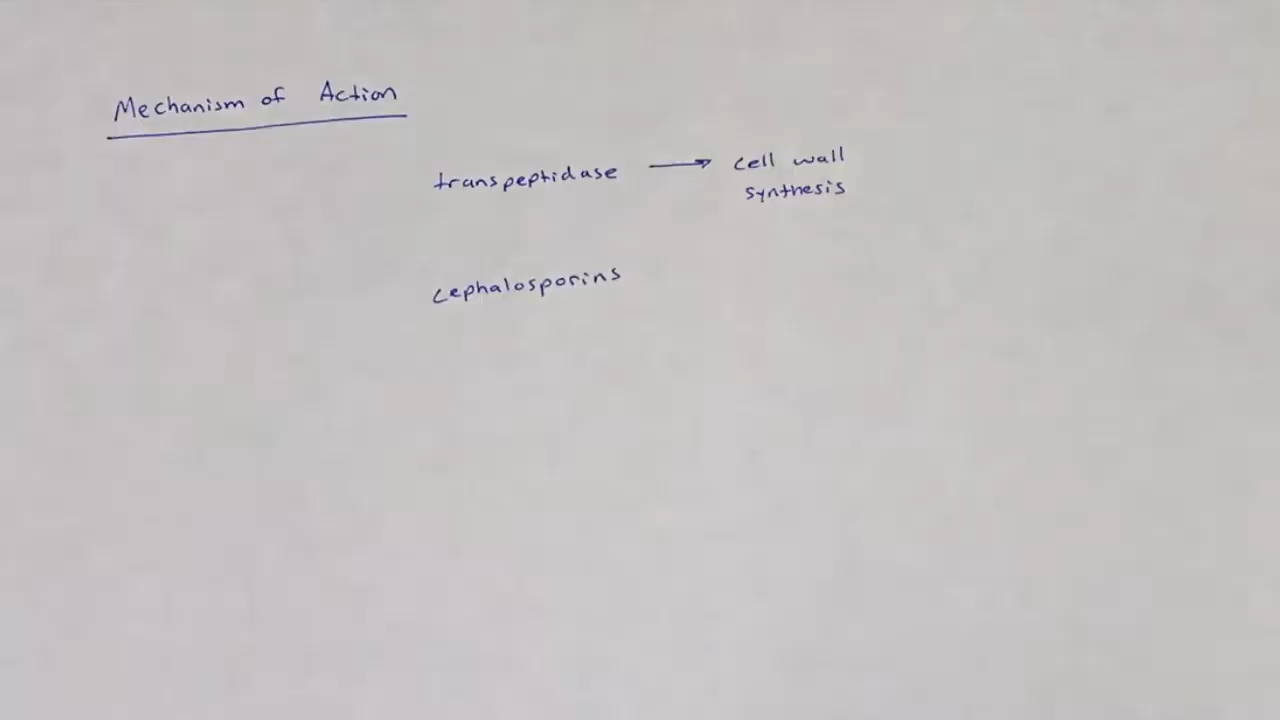 Mechanism of Action
transpeptidase → cell wall
synthesis
cephalosporins